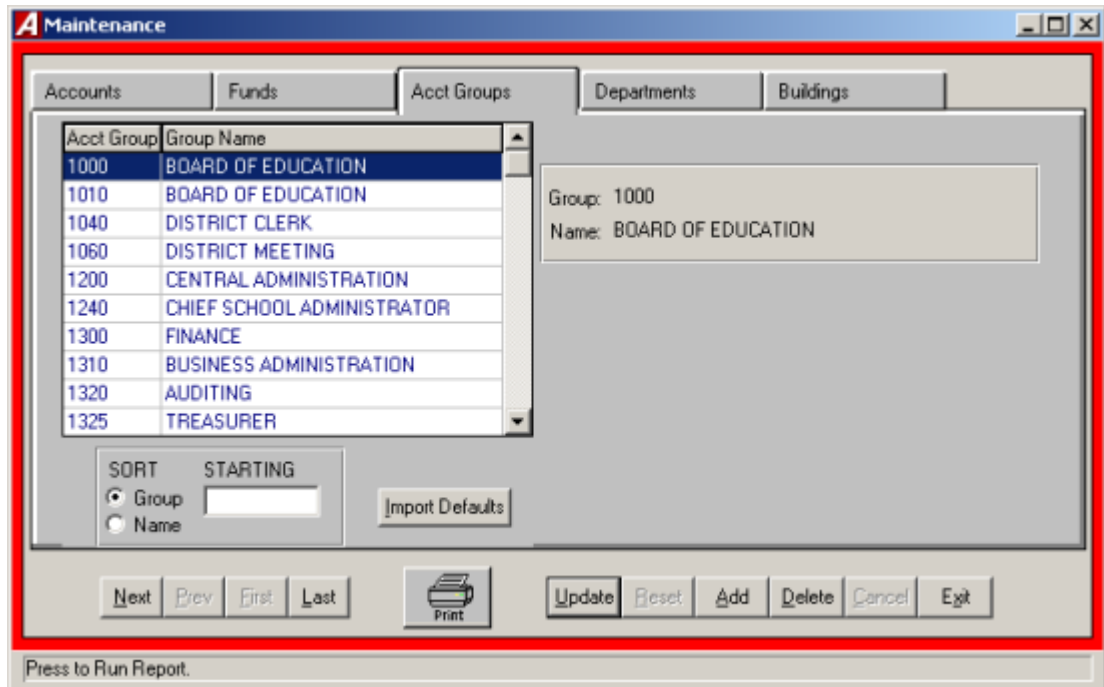 A Maintenance
Accounts Funds Acct Groups Departments Buildings
Acct Group Group Name
1000 BOARD OF EDUCATION
1010 BOARD OF EDUCATION
1040 DISTRICT CLERK
1060 DISTRICT MEETING
1200 CENTRAL ADMINISTRATION
1240 CHIEF SCHOOL ADMINISTRATOR
1300 FINANCE
1310 BUSINESS ADMINISTRATION
1320 AUDITING
1325 TREASURER
Group: 1000
Name: BOARD OF EDUCATION
SORT STARTING
Group
Name
Import Defaults
Next Prev First Last Print Update Reset Add Delete Cancel Exit
Press to Run Report.